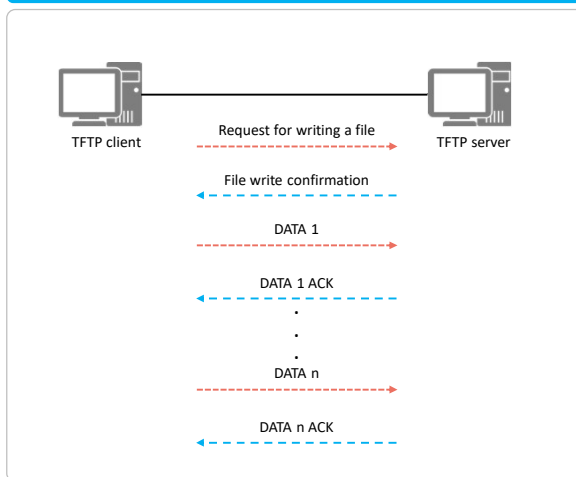 TFTP client
TFTP server
Request for writing a file
File write confirmation
DATA 1
DATA 1 ACK
.
.
.
DATA n
DATA n ACK